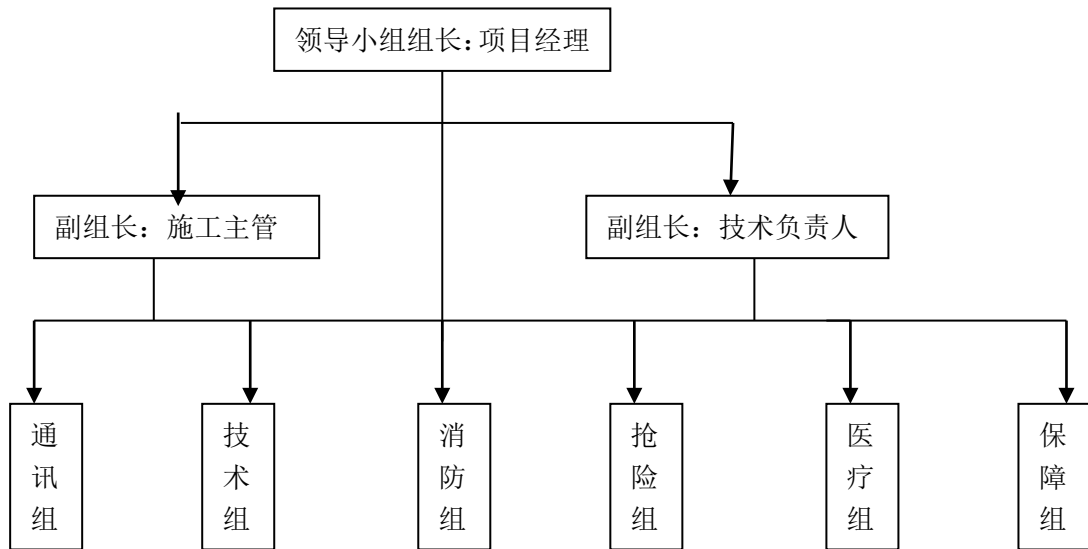 领导小组组长：项目经理
副组长：施工主管
副组长：技术负责人
通讯组
技术组
消防组
抢险组
医疗组
保障组